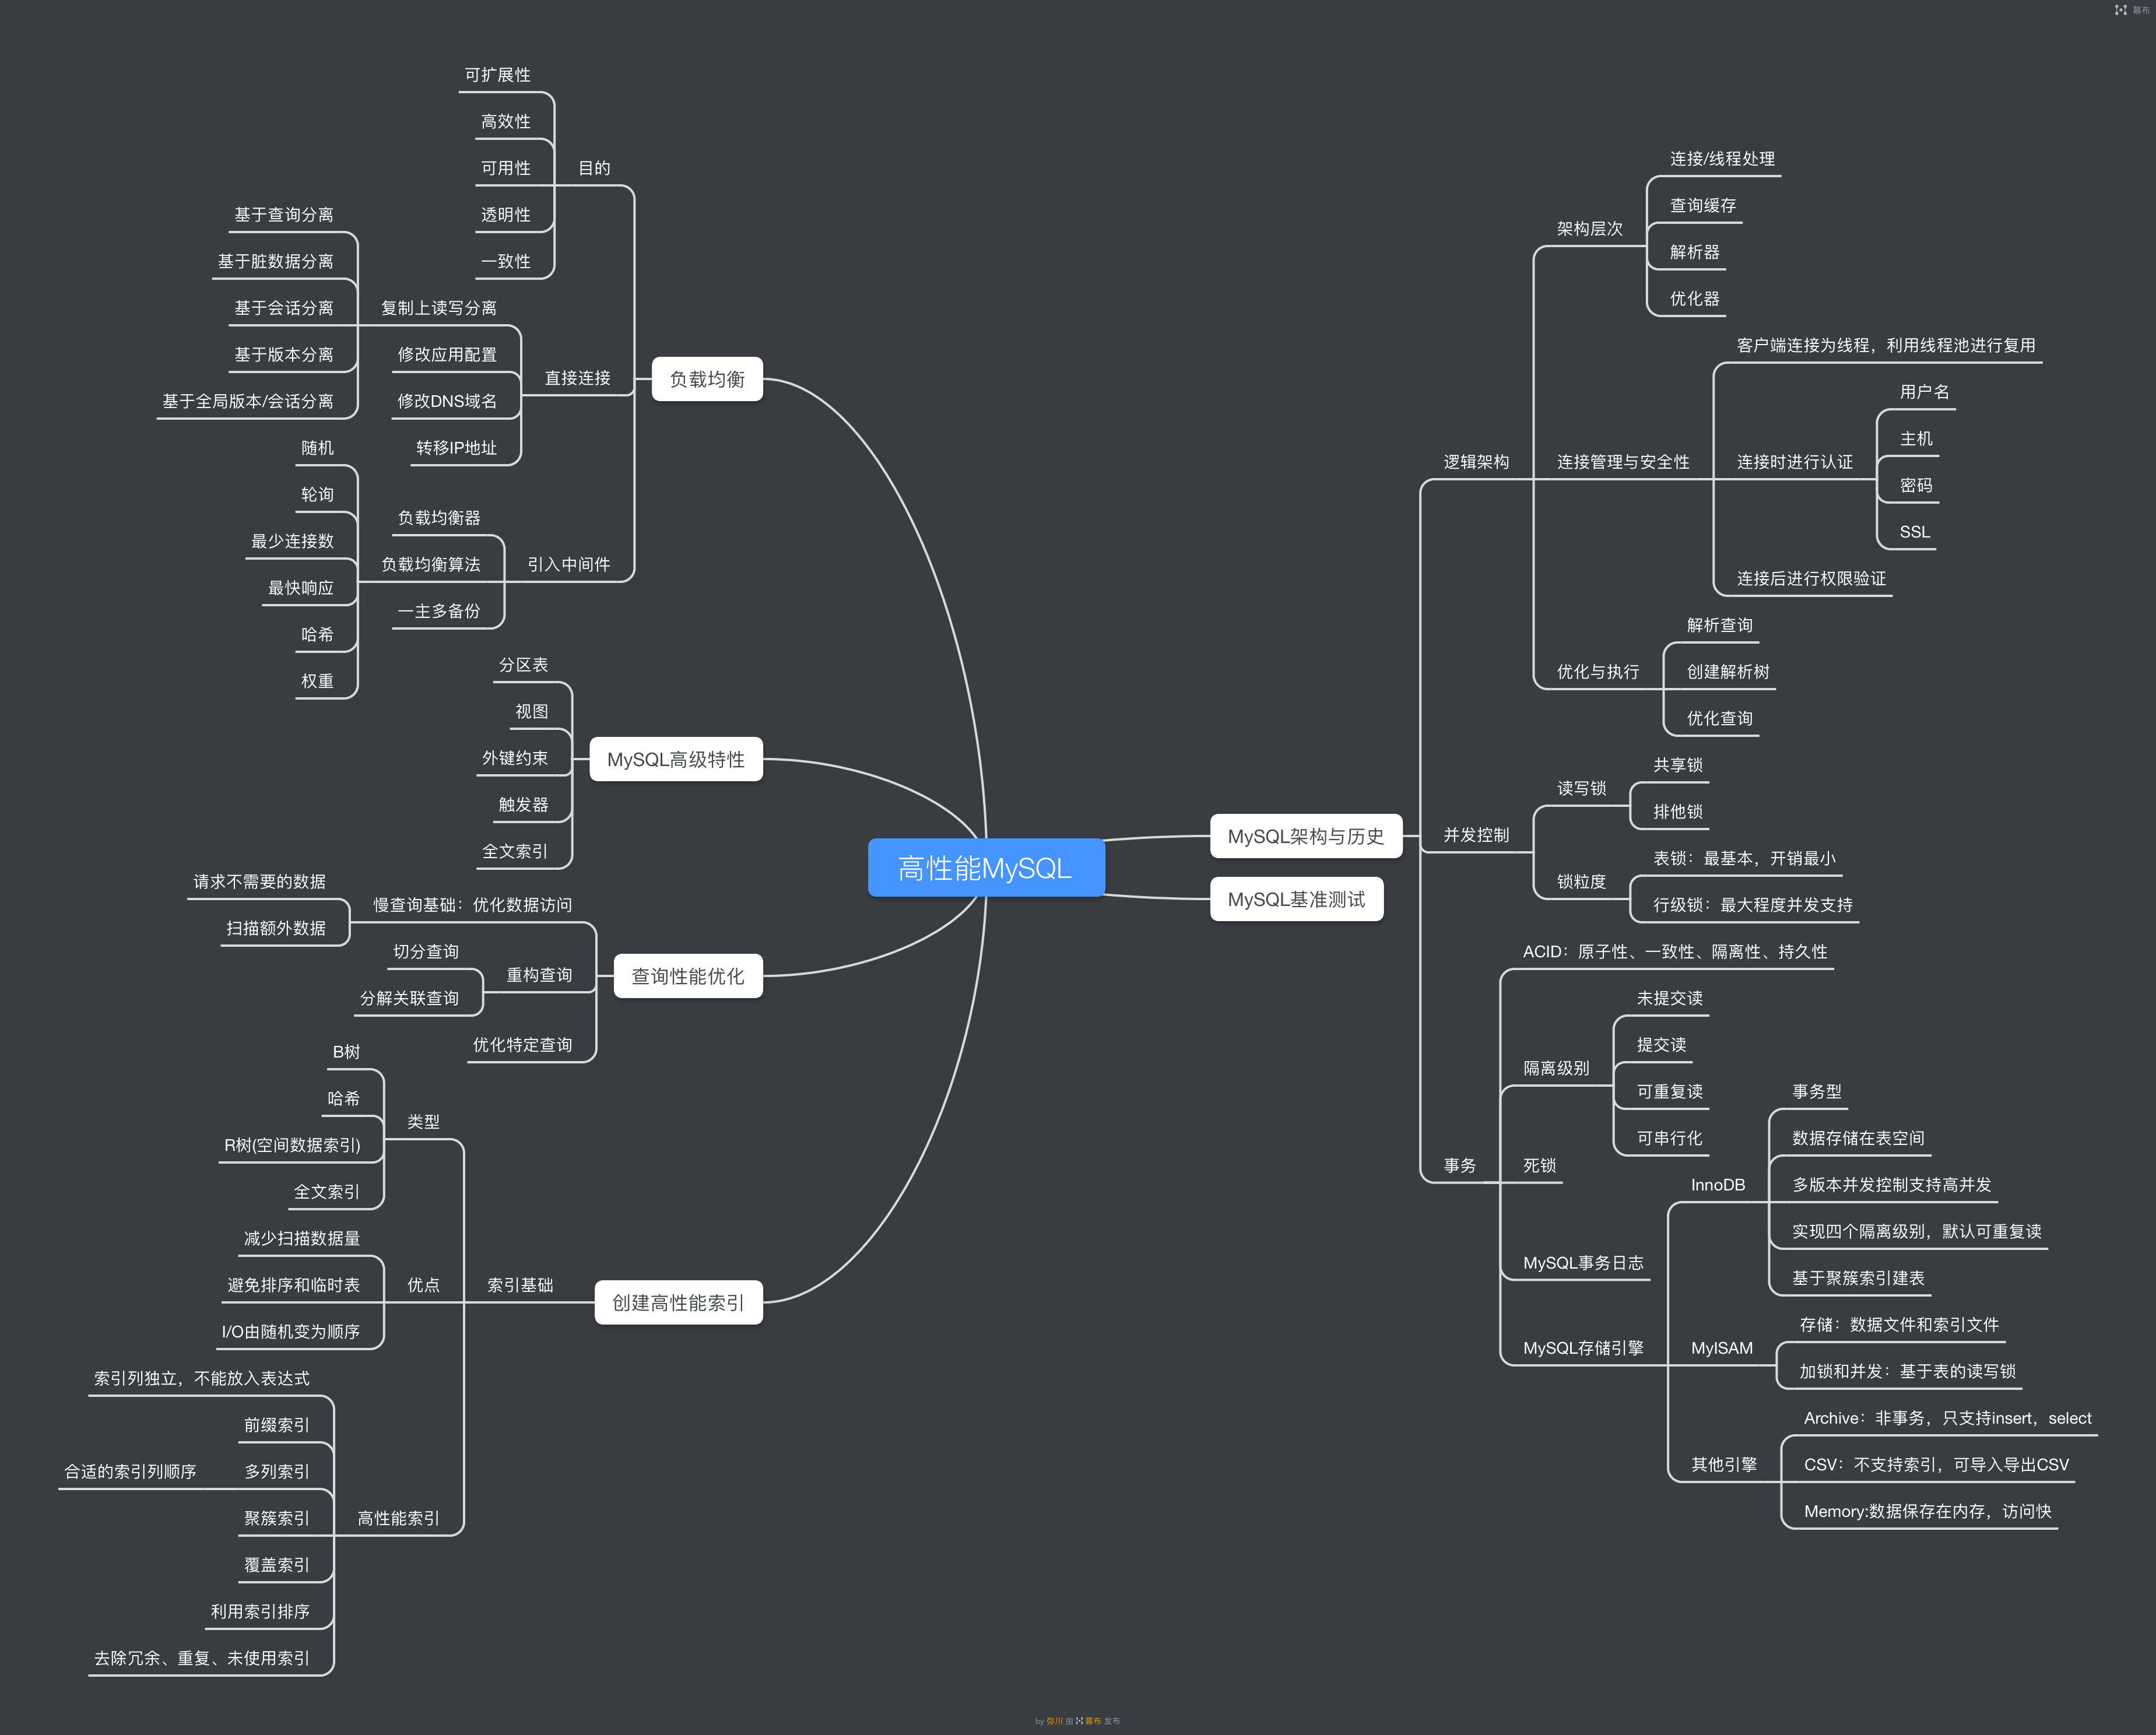 幕布
高性能MySQL
MySQL架构与历史
逻辑架构
架构层次
连接/线程处理
查询缓存
解析器
优化器
连接管理与安全性
客户端连接为线程，利用线程池进行复用
连接时进行认证
用户名
主机
密码
SSL
连接后进行权限验证
优化与执行
解析查询
创建解析树
优化查询
并发控制
读写锁
共享锁
排他锁
锁粒度
表锁：最基本，开销最小
行级锁：最大程度并发支持
事务
ACID：原子性、一致性、隔离性、持久性
隔离级别
未提交读
提交读
可重复读
可串行化
死锁
MySQL事务日志
MySQL存储引擎
InnoDB
事务型
数据存储在表空间
多版本并发控制支持高并发
实现四个隔离级别，默认可重复读
基于聚簇索引建表
MyISAM
存储：数据文件和索引文件
加锁和并发：基于表的读写锁
其他引擎
Archive：非事务，只支持insert，select
CSV：不支持索引，可导入导出CSV
Memory:数据保存在内存，访问快
MySQL基准测试
负载均衡
目的
可扩展性
高效性
可用性
透明性
一致性
直接连接
复制上读写分离
基于查询分离
基于脏数据分离
基于会话分离
基于版本分离
基于全局版本/会话分离
修改应用配置
修改DNS域名
转移IP地址
引入中间件
负载均衡器
负载均衡算法
随机
轮询
最少连接数
最快响应
哈希
权重
一主多备份
MySQL高级特性
分区表
视图
外键约束
触发器
全文索引
查询性能优化
慢查询基础：优化数据访问
请求不需要的数据
扫描额外数据
重构查询
切分查询
分解关联查询
优化特定查询
创建高性能索引
索引基础
类型
B树
哈希
R树(空间数据索引)
全文索引
优点
减少扫描数据量
避免排序和临时表
I/O由随机变为顺序
高性能索引
索引列独立，不能放入表达式
前缀索引
多列索引
合适的索引列顺序
聚簇索引
覆盖索引
利用索引排序
去除冗余、重复、未使用索引
by 弥川 由 幕布 发布